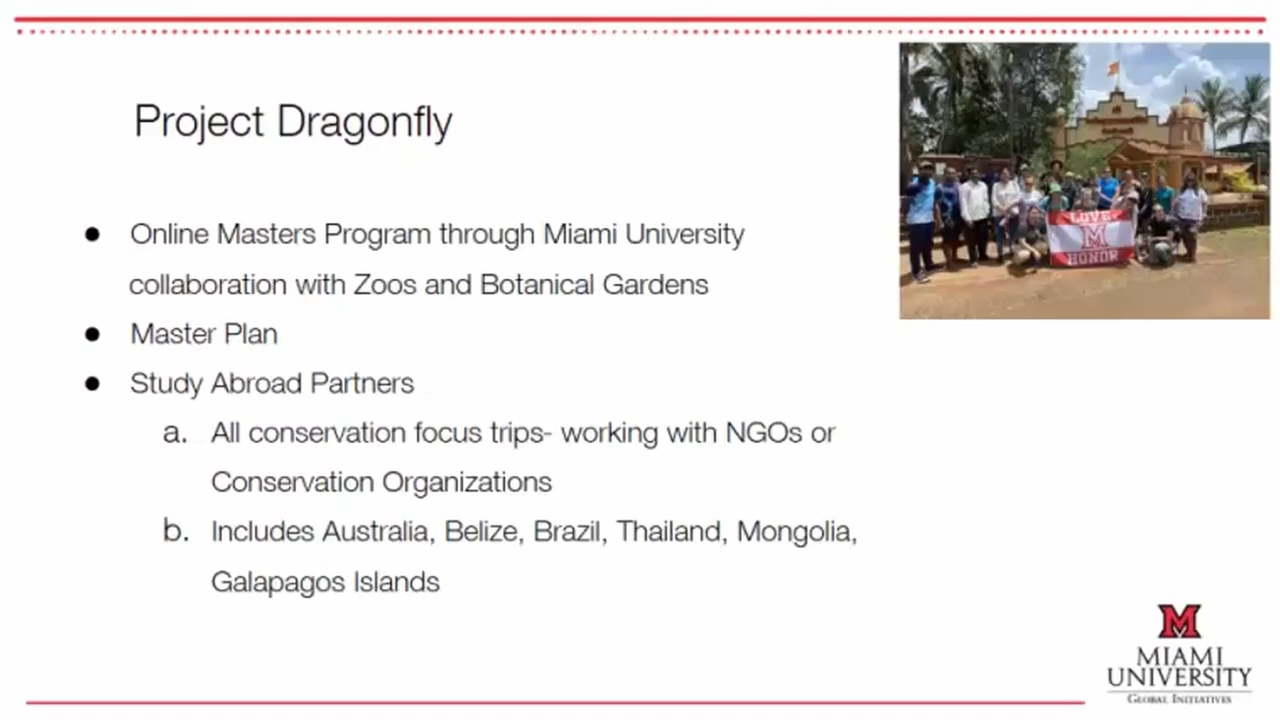 Project Dragonfly
LOVE
M
HONOR
● Online Masters Program through Miami University
collaboration with Zoos and Botanical Gardens
● Master Plan
● Study Abroad Partners
a. All conservation focus trips- working with NGOs or
Conservation Organizations
b. Includes Australia, Belize, Brazil, Thailand, Mongolia,
Galapagos Islands
M
MIAMI
UNIVERSITY
GLOBAL INITIATIVES